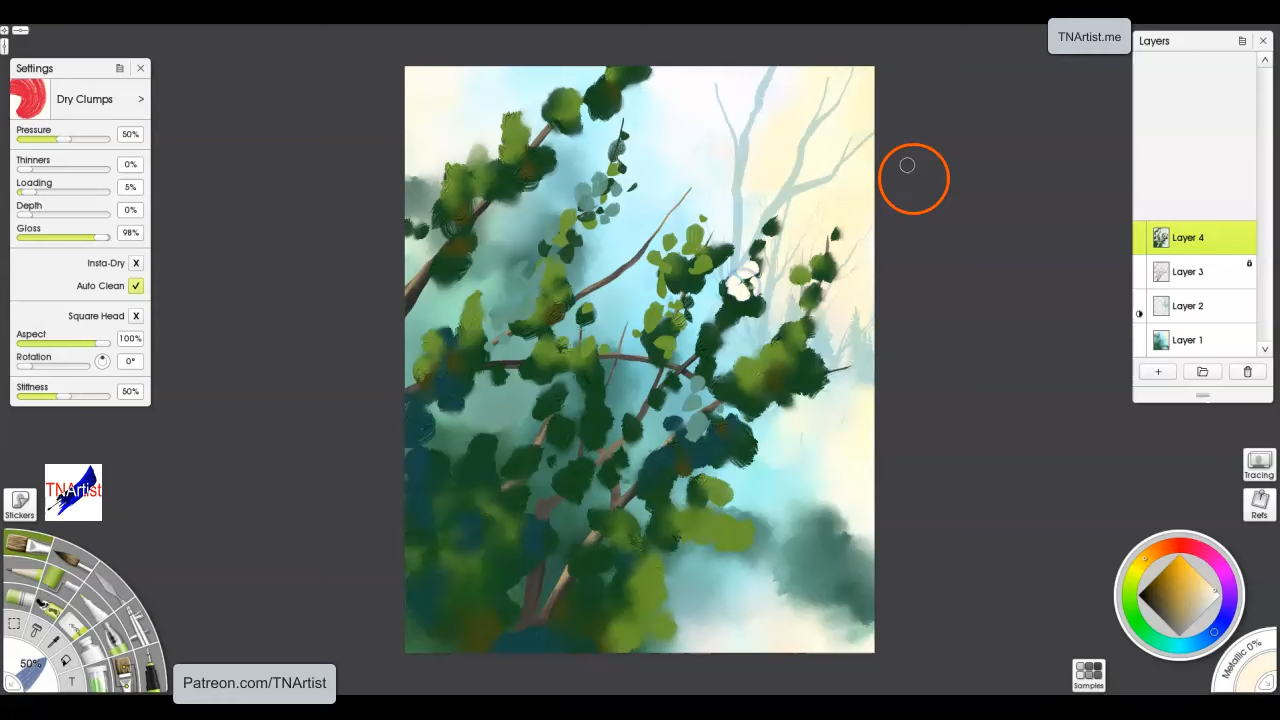 TNArtist.me
Settings
Dry Clumps >
Pressure 50%
Thinners 0%
Loading 5%
Depth 0%
Gloss 98%
Insta-Dry X
Auto Clean
Square Head X
Aspect 100%
Rotation 0°
Stiffness 50%
Layers
Layer 4
Layer 3
Layer 2
Layer 1
Tracing
Refs
Stickers
TNArtist
50%
T
Patreon.com/TNArtist
Samples
Metallic 0%